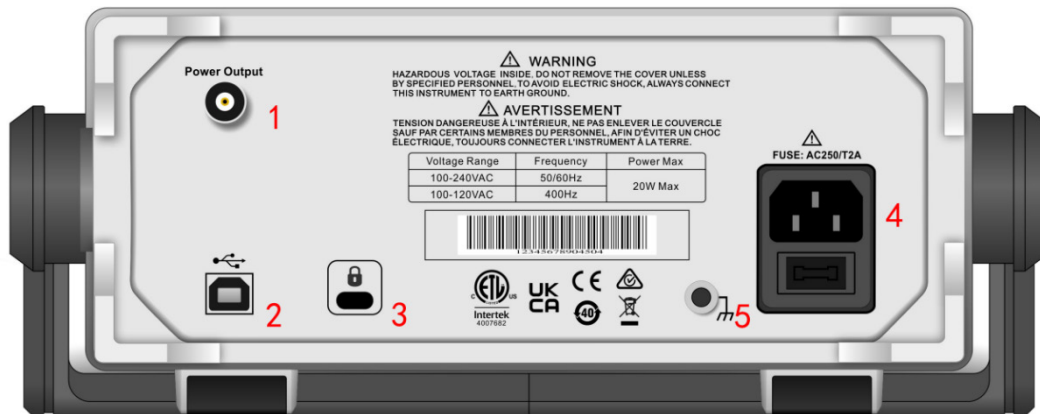 Power Output
1
WARNING
HAZARDOUS VOLTAGE INSIDE, DO NOT REMOVE THE COVER UNLESS
BY SPECIFIED PERSONNEL, TO AVOID ELECTRIC SHOCK, ALWAYS CONNECT
THIS INSTRUMENT TO EARTH GROUND.
AVERTISSEMENT
TENSION DANGEREUSE À L'INTÉRIEUR, NE PAS ENLEVER LE COUVERCLE
SAUF PAR CERTAINS MEMBRES DU PERSONNEL, AFIN D'ÉVITER UN CHOC
ÉLECTRIQUE, TOUJOURS CONNECTER L'INSTRUMENT À LA TERRE.
Voltage Range Frequency Power Max
100-240VAC 50/60Hz 20W Max
100-120VAC 400Hz
12345678904504
FUSE: AC250/T2A
4
2
3
C ETL US
Intertek
4007682
UK
CA
CE
40
5